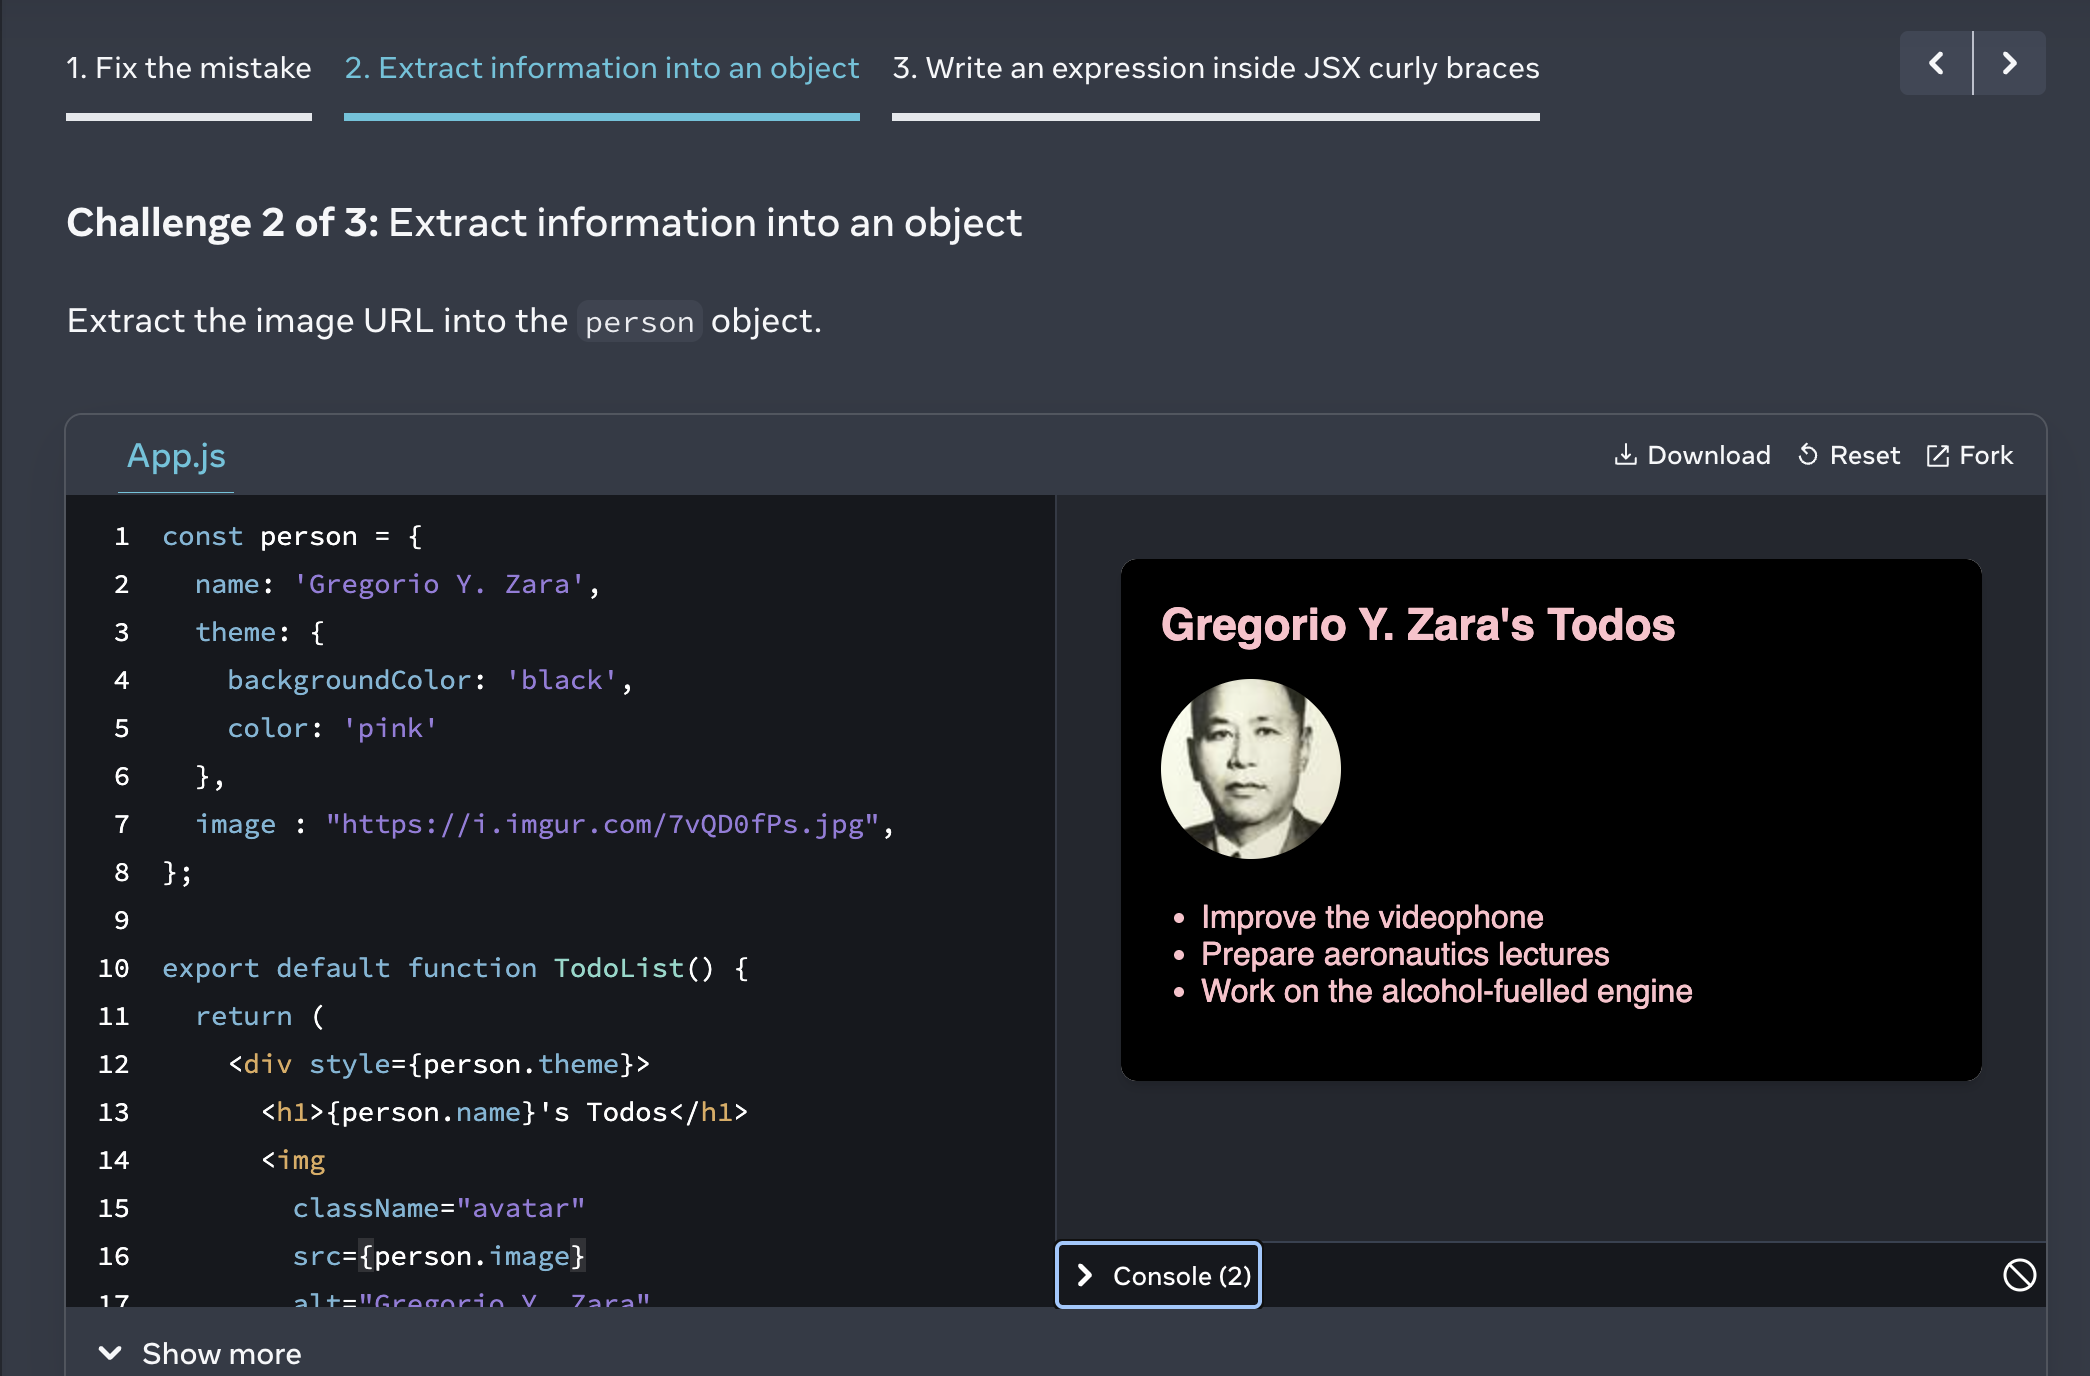 1. Fix the mistake
2. Extract information into an object
3. Write an expression inside JSX curly braces
Challenge 2 of 3: Extract information into an object
Extract the image URL into the person object.
App.js
Download
Reset
Fork
1 const person = {
2   name: 'Gregorio Y. Zara',
3   theme: {
4     backgroundColor: 'black',
5     color: 'pink'
6   },
7   image : "https://i.imgur.com/7vQD0fPs.jpg",
8 };
9
10 export default function TodoList() {
11   return (
12     <div style={person.theme}>
13       <h1>{person.name}'s Todos</h1>
14       <img
15         className="avatar"
16         src={person.image}
17         alt="Gregorio Y. Zara"
Gregorio Y. Zara's Todos
• Improve the videophone
• Prepare aeronautics lectures
• Work on the alcohol-fuelled engine
Console (2)
Show more